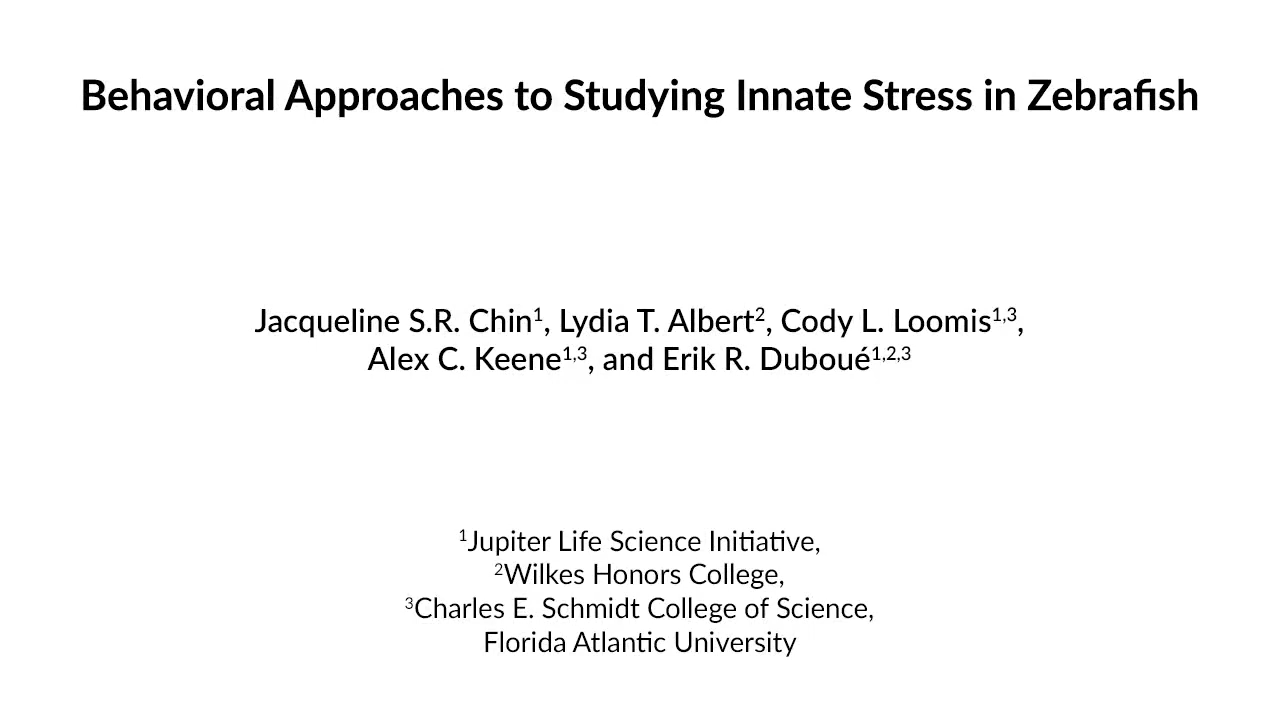 Behavioral Approaches to Studying Innate Stress in Zebrafish
Jacqueline S.R. Chin¹, Lydia T. Albert², Cody L. Loomis¹,³,
Alex C. Keene¹,³, and Erik R. Duboué¹,²,³
¹Jupiter Life Science Initiative,
²Wilkes Honors College,
³Charles E. Schmidt College of Science,
Florida Atlantic University